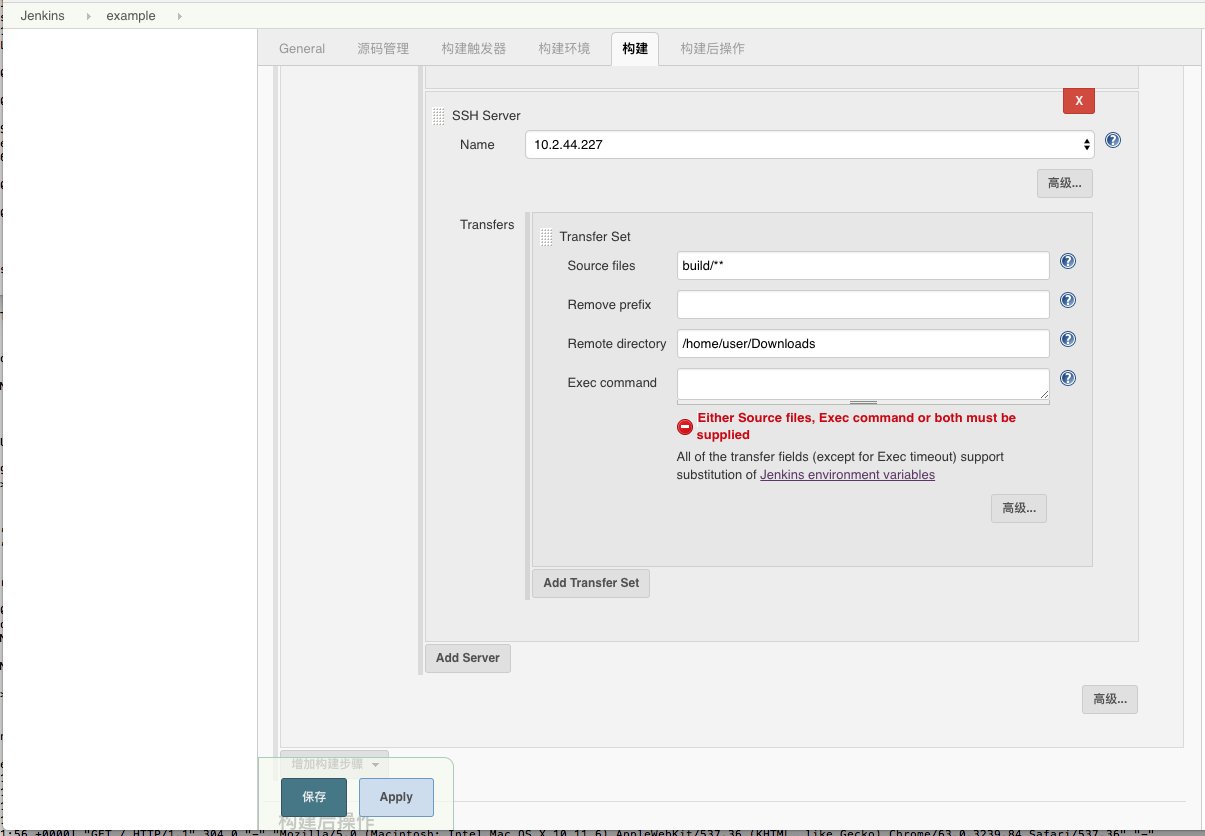 Jenkins example
General 源码管理 构建触发器 构建环境 构建 构建后操作
X
SSH Server
Name 10.2.44.227
高级...
Transfers
Transfer Set
Source files build/**
Remove prefix
Remote directory /home/user/Downloads
Exec command
Either Source files, Exec command or both must be
supplied
All of the transfer fields (except for Exec timeout) support
substitution of Jenkins environment variables
高级...
Add Transfer Set
Add Server
高级...
增加构建步骤
保存 Apply
构建后操作
1:56 +0000] "GET / HTTP/1.1" 304 0 "-" "Mozilla/5.0 (Macintosh; Intel Mac OS X 10_11_6) AppleWebKit/537.36 (KHTML, like Gecko) Chrome/63.0.3239.84 Safari/537.36" "-"